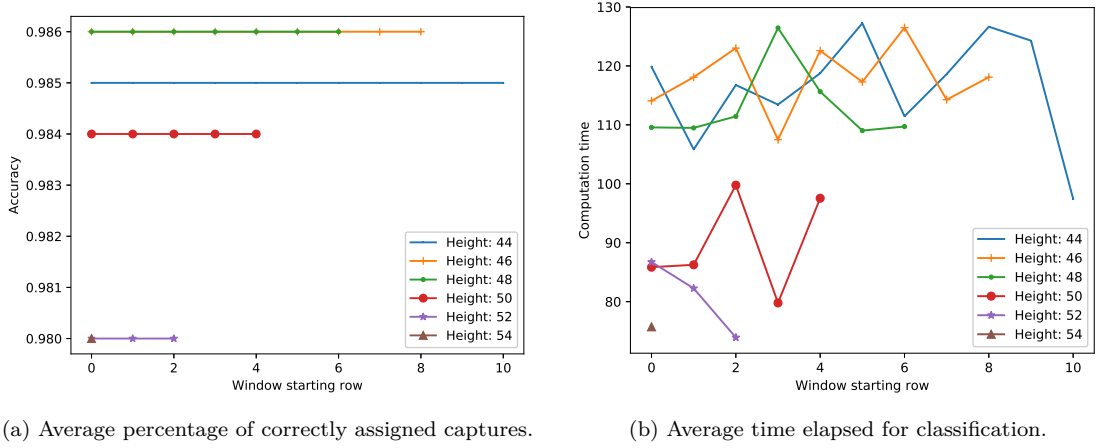 0.986
0.985
0.984
0.983
0.982
0.981
0.980
Accuracy
0 2 4 6 8 10
Window starting row
Height: 44
Height: 46
Height: 48
Height: 50
Height: 52
Height: 54
(a) Average percentage of correctly assigned captures.
130
120
110
100
90
80
Computation time
0 2 4 6 8 10
Window starting row
Height: 44
Height: 46
Height: 48
Height: 50
Height: 52
Height: 54
(b) Average time elapsed for classification.